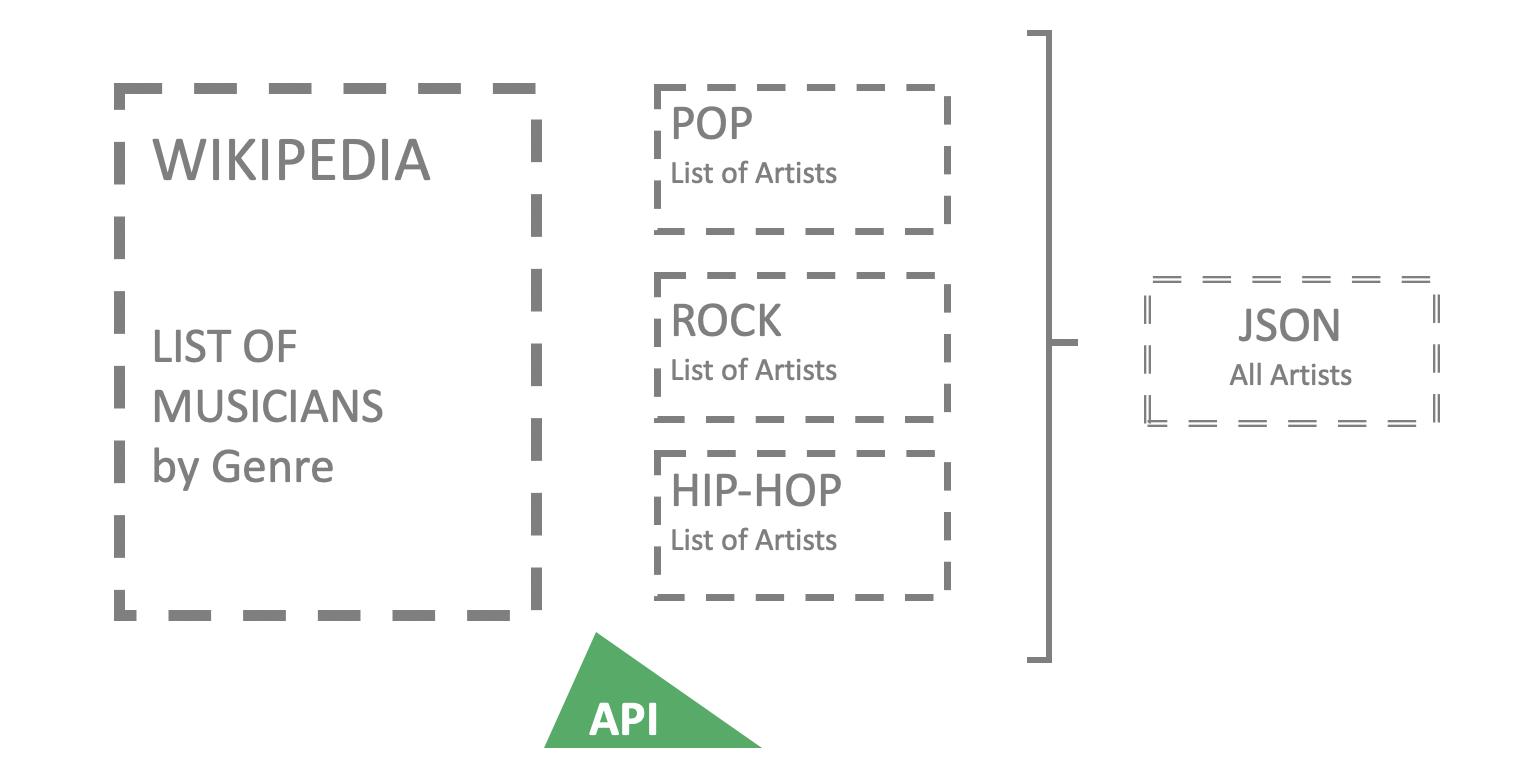 WIKIPEDIA
LIST OF
MUSICIANS
by Genre
POP
List of Artists
ROCK
List of Artists
HIP-HOP
List of Artists
API
JSON
All Artists